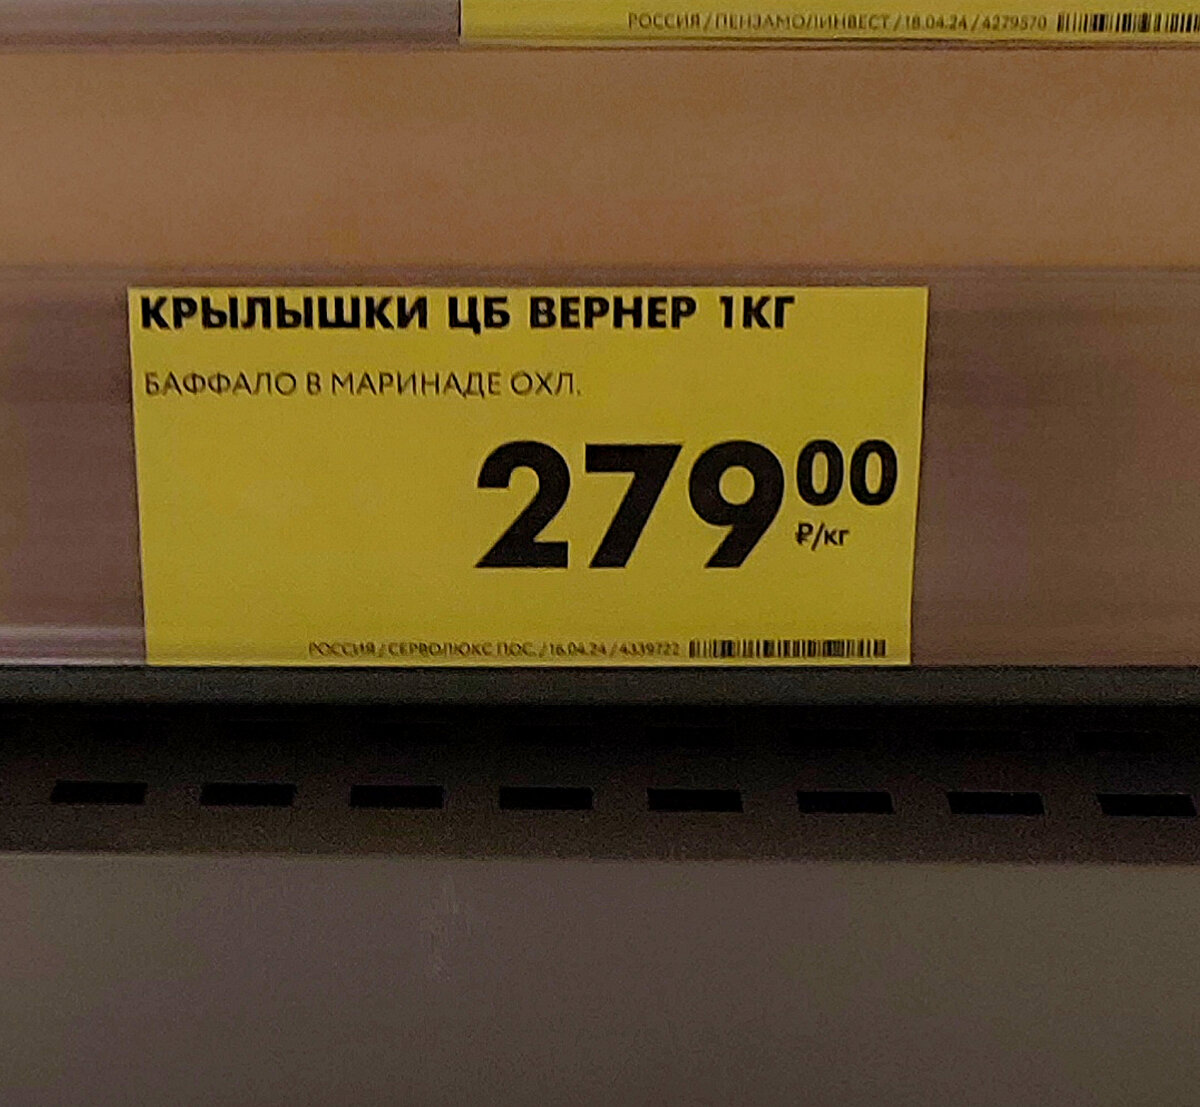 РОССИЯ / ПЕНЗАМОЛИНВЕСТ / 18.04.24 / 4279570
КРЫЛЫШКИ ЦБ ВЕРНЕР 1КГ
БАФФАЛО В МАРИНАДЕ ОХЛ.
279 00
₽/кг
РОССИЯ / СЕРВОЛЮКС ПОС. / 16.04.24 / 4339722